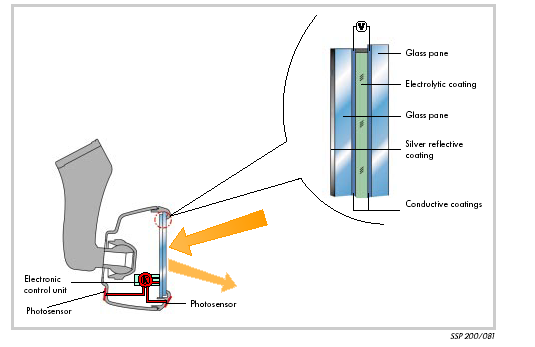 V
Glass pane
Electrolytic coating
Glass pane
Silver reflective
coating
Conductive coatings
Electronic
control unit
Photosensor
Photosensor
SSP 200/081